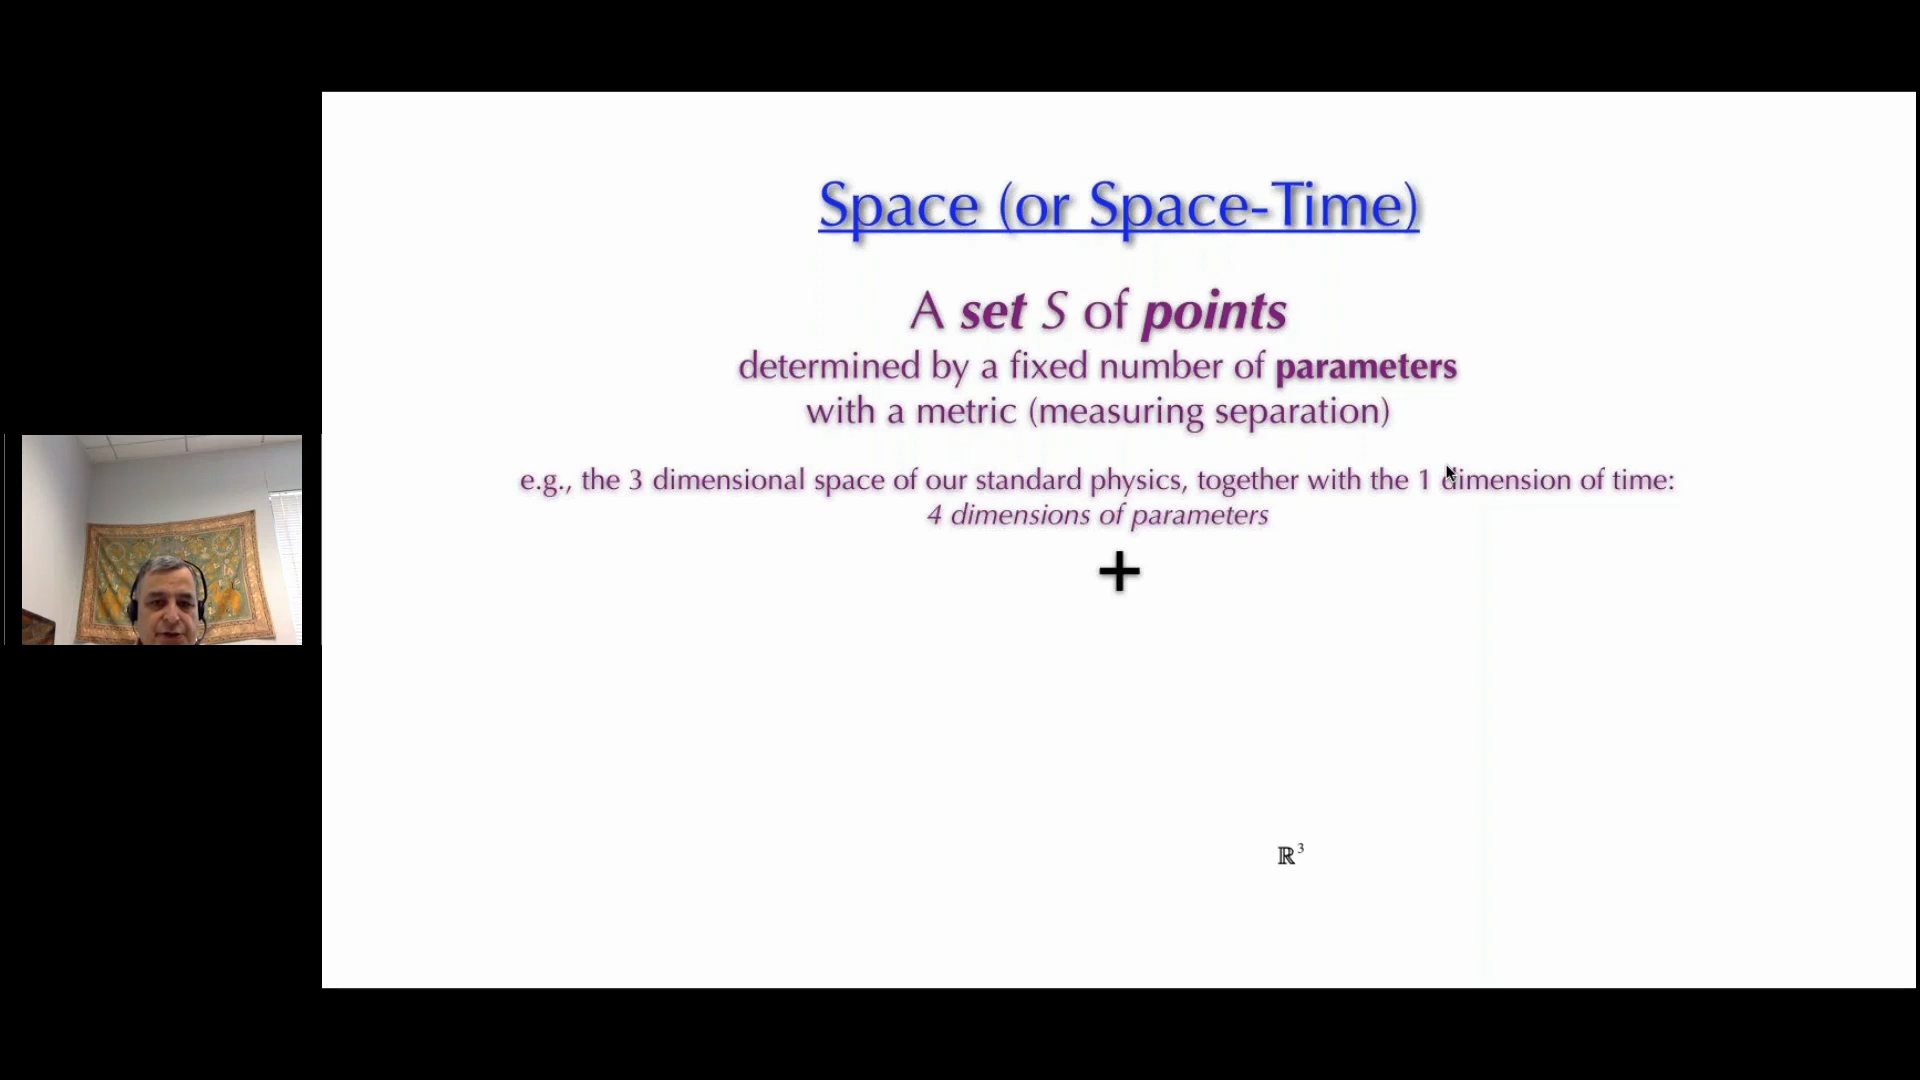 Space (or Space-Time)
A set S of points
determined by a fixed number of parameters
with a metric (measuring separation)
e.g., the 3 dimensional space of our standard physics, together with the 1 dimension of time:
4 dimensions of parameters
+
ℝ³